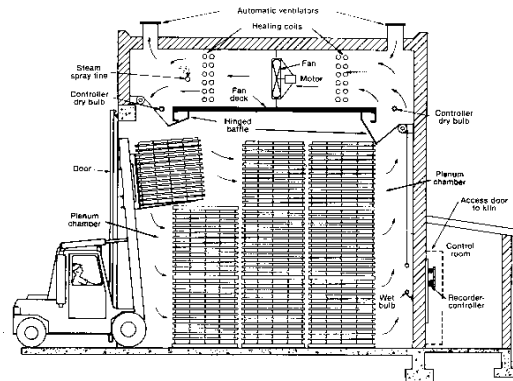 Automatic ventilators
Heating coils
Steam
spray line
Fan
Motor
Fan
deck
Controller
dry bulb
Controller
dry bulb
Hinged
baffle
Door
Plenum
chamber
Plenum
chamber
Access door
to kiln
Control
room
Wet
bulb
Recorder-
controller